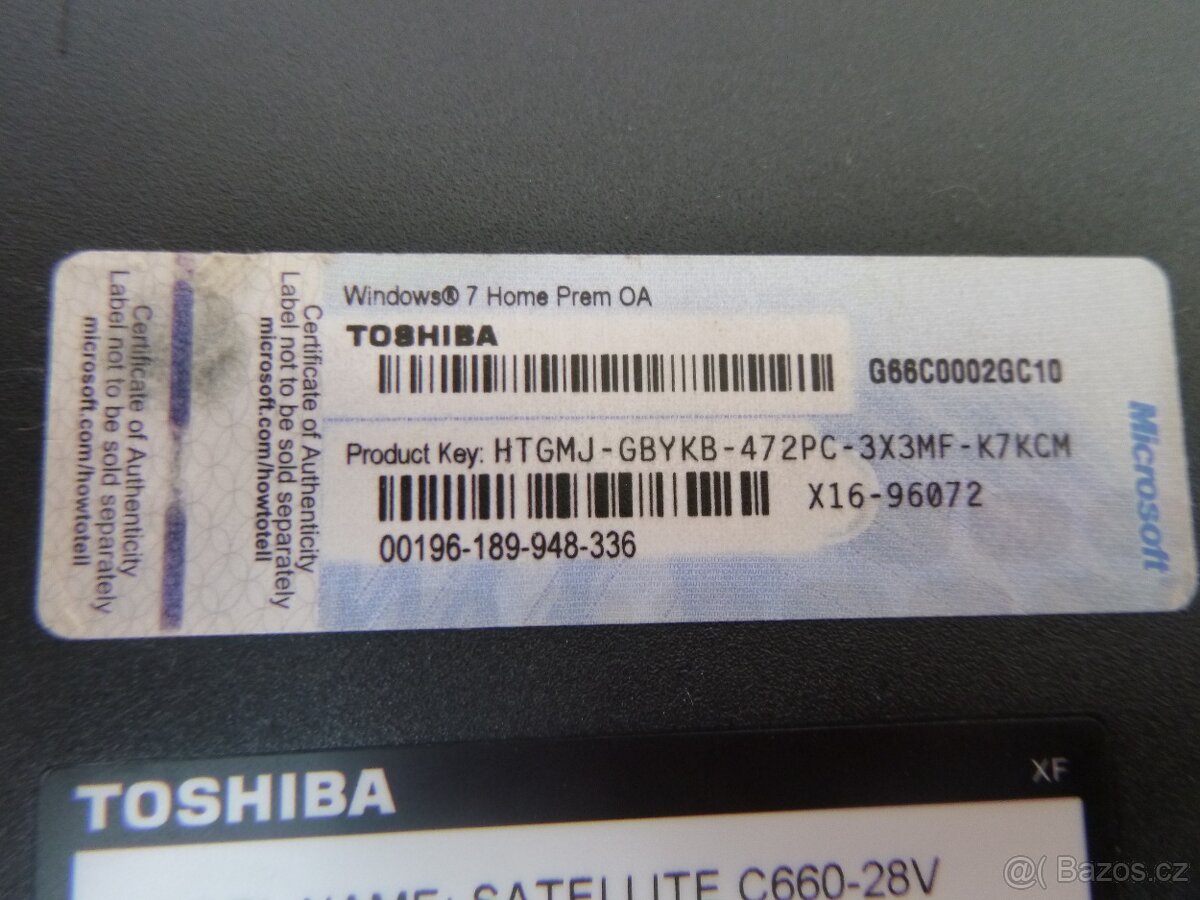 Certificate of Authenticity
Label not to be sold separately
microsoft.com/howtotell
Certificate of Authenticity
Label not to be sold separately
microsoft.com/howtotell
Windows® 7 Home Prem OA
TOSHIBA
G66C0002GC10
Product Key: HTGMJ-GBYKB-472PC-3X3MF-K7KCM
X16-96072
00196-189-948-336
Microsoft
TOSHIBA
XF
NAME: SATELLITE C660-28V
@( Bazos.cz